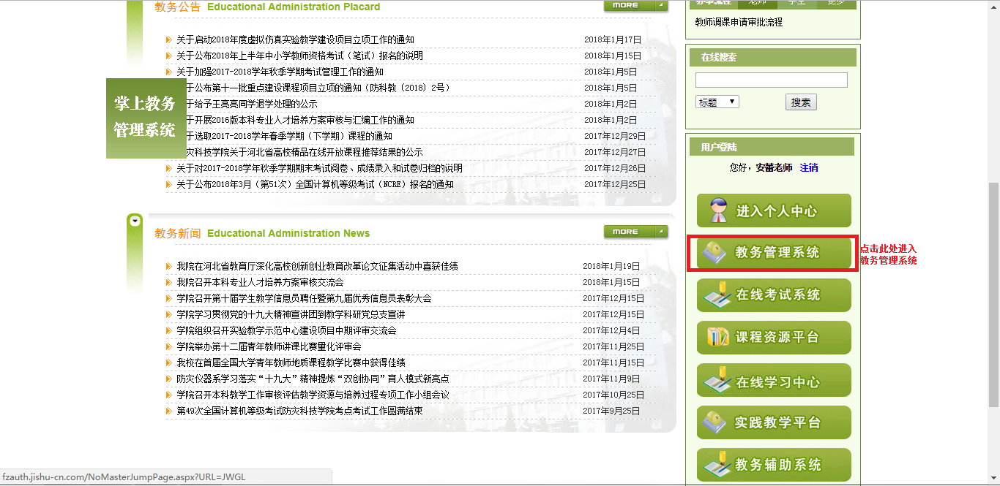 教务公告 Educational Administration Placard
MORE
关于启动2018年度虚拟仿真实验教学建设项目立项工作的通知 2018年1月17日
关于公布2018年上半年中小学教师资格考试（笔试）报名的说明 2018年1月15日
关于加强2017-2018学年秋季学期考试管理工作的通知 2018年1月5日
于公布第十一批重点建设课程项目立项的通知（防科教〔2018〕2号） 2018年1月5日
于给予王亮亮同学退学处理的公示 2018年1月2日
于开展2016版本科专业人才培养方案审核与汇编工作的通知 2018年1月2日
于选取2017-2018学年春季学期（下学期）课程的通知 2017年12月29日
灾科技学院关于河北省高校精品在线开放课程推荐结果的公示 2017年12月27日
关于对2017-2018学年秋季学期期末考试阅卷、成绩录入和试卷归档的说明 2017年12月26日
关于公布2018年3月（第51次）全国计算机等级考试（NCRE）报名的通知 2017年12月25日
掌上教务
管理系统
教务新闻 Educational Administration News
MORE
我院在河北省教育厅深化高校创新创业教育改革论文征集活动中喜获佳绩 2018年1月19日
我院召开本科专业人才培养方案审核交流会 2018年1月15日
学院召开第十届学生教学信息员聘任暨第九届优秀信息员表彰大会 2017年12月15日
学院学习贯彻党的十九大精神宣讲团到教学科研党总支宣讲 2017年12月15日
学院组织召开实验教学示范中心建设项目中期评审交流会 2017年12月4日
学院举办第十二届青年教师讲课比赛量化评审会 2017年11月25日
我校在首届全国大学青年教师地质课程教学比赛中获得佳绩 2017年11月15日
防灾仪器系学习落实“十九大”精神提炼“双创协同”育人模式新亮点 2017年11月9日
学院召开本科教学工作审核评估教学资源与培养过程专项工作小组会议 2017年10月25日
第49次全国计算机等级考试防灾科技学院考点考试工作圆满结束 2017年9月25日
办事流程 老师 学生 更多
教师调课申请审批流程
在线搜索
标题 搜索
用户登陆
您好，安蕾老师 注销
进入个人中心
教务管理系统
点击此处进入
教务管理系统
在线考试系统
课程资源平台
在线学习中心
实践教学平台
教务辅助系统
fzauth.jishu-cn.com/NoMasterJumpPage.aspx?URL=JWGL